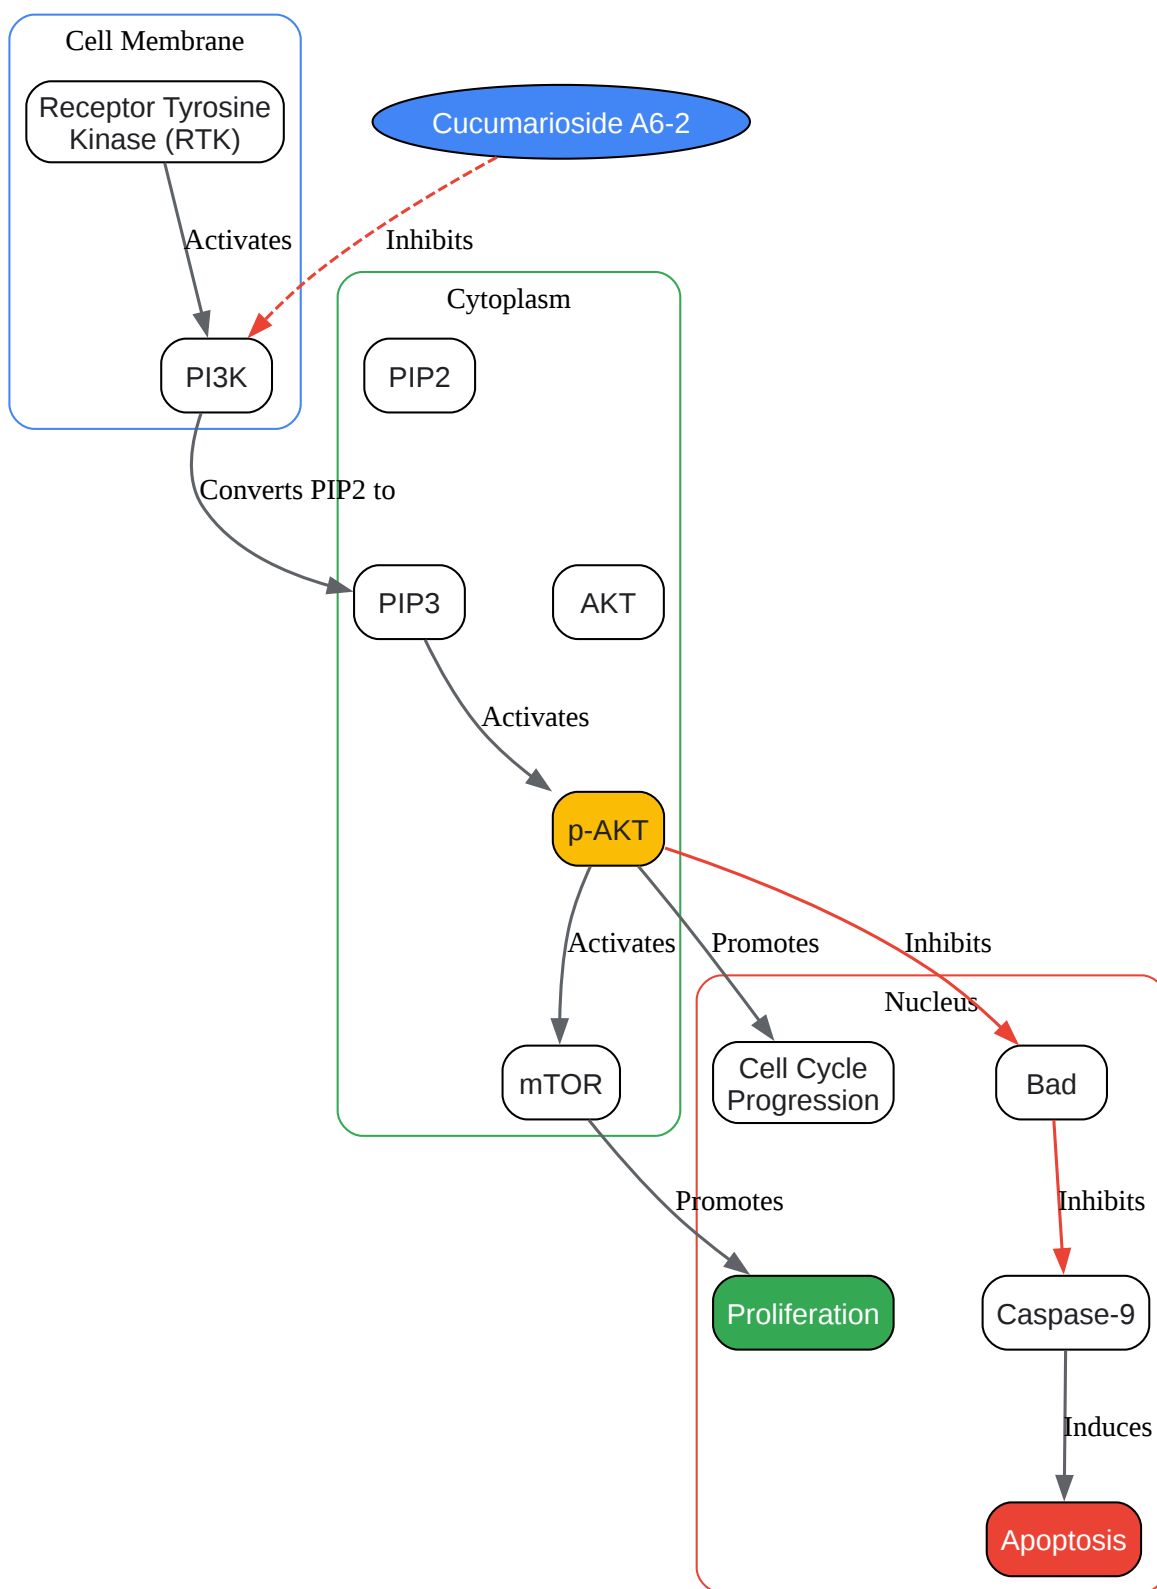 Cell Membrane
Receptor Tyrosine
Kinase (RTK)
Cucumarioside A6-2
Activates
Inhibits
Cytoplasm
PI3K
PIP2
Converts PIP2 to
PIP3
AKT
Activates
p-AKT
Activates
Promotes
Inhibits
Nucleus
mTOR
Cell Cycle
Progression
Bad
Promotes
Inhibits
Proliferation
Caspase-9
Induces
Apoptosis